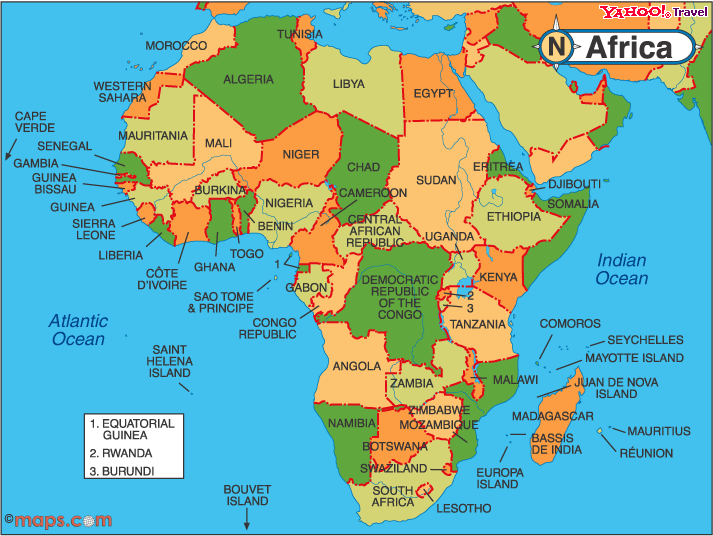 YAHOO! Travel
N Africa
TUNISIA
MOROCCO
ALGERIA
LIBYA
EGYPT
WESTERN
SAHARA
CAPE
VERDE
MAURITANIA
MALI
NIGER
CHAD
SUDAN
ERITREA
SENEGAL
GAMBIA
GUINEA
BISSAU
GUINEA
SIERRA
LEONE
LIBERIA
CÔTE
D'IVOIRE
BURKINA
GHANA
TOGO
BENIN
NIGERIA
CAMEROON
CENTRAL
AFRICAN
REPUBLIC
DJIBOUTI
SOMALIA
ETHIOPIA
UGANDA
KENYA
1
GABON
SAO TOME
& PRINCIPE
CONGO
REPUBLIC
DEMOCRATIC
REPUBLIC
OF THE
CONGO
2
3
TANZANIA
Indian
Ocean
Atlantic
Ocean
SAINT
HELENA
ISLAND
COMOROS
SEYCHELLES
MAYOTTE ISLAND
JUAN DE NOVA
ISLAND
ANGOLA
ZAMBIA
MALAWI
ZIMBABWE
MOZAMBIQUE
NAMIBIA
BOTSWANA
SWAZILAND
SOUTH
AFRICA
LESOTHO
MADAGASCAR
BASSIS
DE INDIA
EUROPA
ISLAND
MAURITIUS
RÉUNION
1. EQUATORIAL
GUINEA
2. RWANDA
3. BURUNDI
BOUVET
ISLAND
©maps.com